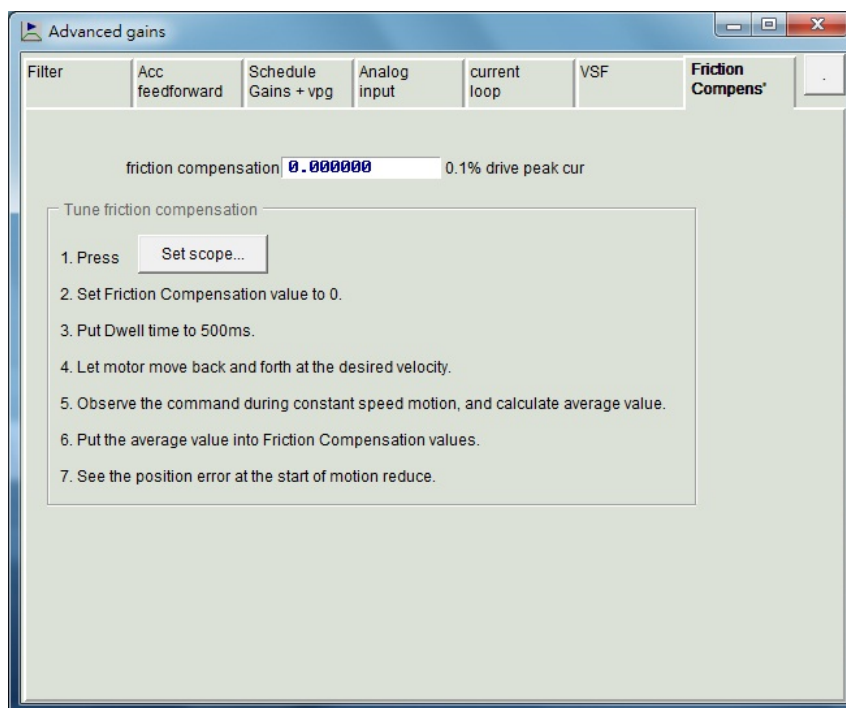 Advanced gains
Filter
Acc
feedforward
Schedule
Gains + vpg
Analog
input
current
loop
VSF
Friction
Compens*
.
friction compensation 0.000000 0.1% drive peak cur
Tune friction compensation
1. Press Set scope...
2. Set Friction Compensation value to 0.
3. Put Dwell time to 500ms.
4. Let motor move back and forth at the desired velocity.
5. Observe the command during constant speed motion, and calculate average value.
6. Put the average value into Friction Compensation values.
7. See the position error at the start of motion reduce.